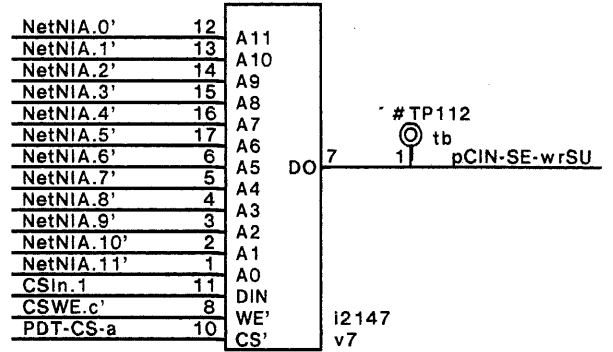 NetNIA.0' 12 A11
NetNIA.1' 13 A10
NetNIA.2' 14 A9
NetNIA.3' 15 A8
NetNIA.4' 16 A7
NetNIA.5' 17 A6
NetNIA.6' 6 A5 DO 7 1 pCIN-SE-wrSU
#TP112
tb
NetNIA.7' 5 A4
NetNIA.8' 4 A3
NetNIA.9' 3 A2
NetNIA.10' 2 A1
NetNIA.11' 1 A0
CSIn.1 11 DIN
CSWE.c' 8 WE' i2147
PDT-CS-a 10 CS' v7